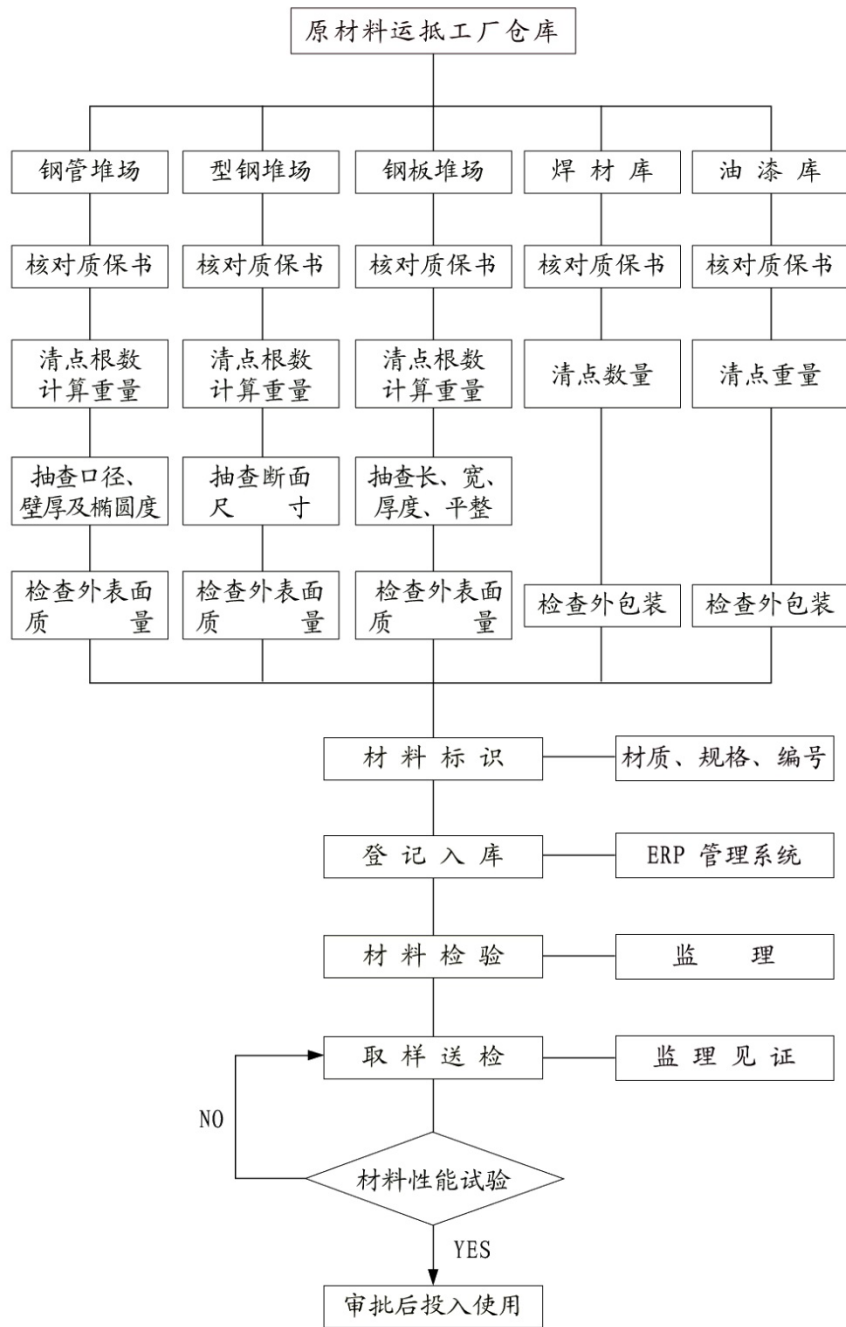 原材料运抵工厂仓库
钢管堆场
型钢堆场
钢板堆场
焊材库
油漆库
核对质保书
核对质保书
核对质保书
核对质保书
核对质保书
清点根数
计算重量
清点根数
计算重量
清点根数
计算重量
清点数量
清点重量
抽查口径、
壁厚及椭圆度
抽查断面
尺寸
抽查长、宽、
厚度、平整
检查外表面
质量
检查外表面
质量
检查外表面
质量
检查外包装
检查外包装
材料标识
材质、规格、编号
登记入库
ERP 管理系统
材料检验
监理
取样送检
监理见证
NO
材料性能试验
YES
审批后投入使用